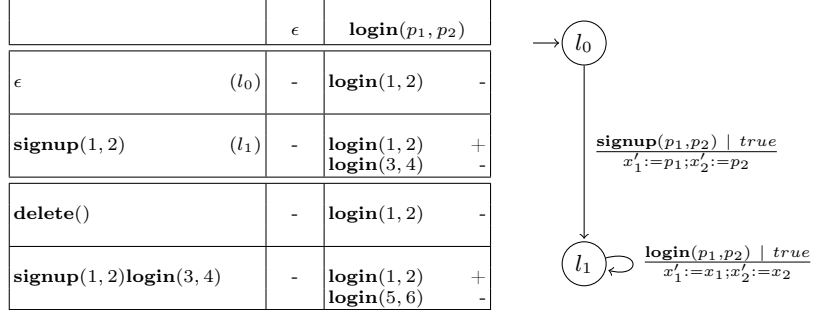 ϵ login(p₁, p₂)
ϵ (l₀) - login(1, 2) -
signup(1, 2) (l₁) - login(1, 2) +
login(3, 4) -
delete() - login(1, 2) -
signup(1, 2)login(3, 4) - login(1, 2) +
login(5, 6) -
l₀
signup(p₁,p₂) | true
x′₁:=p₁;x′₂:=p₂
l₁
login(p₁,p₂) | true
x′₁:=x₁;x′₂:=x₂